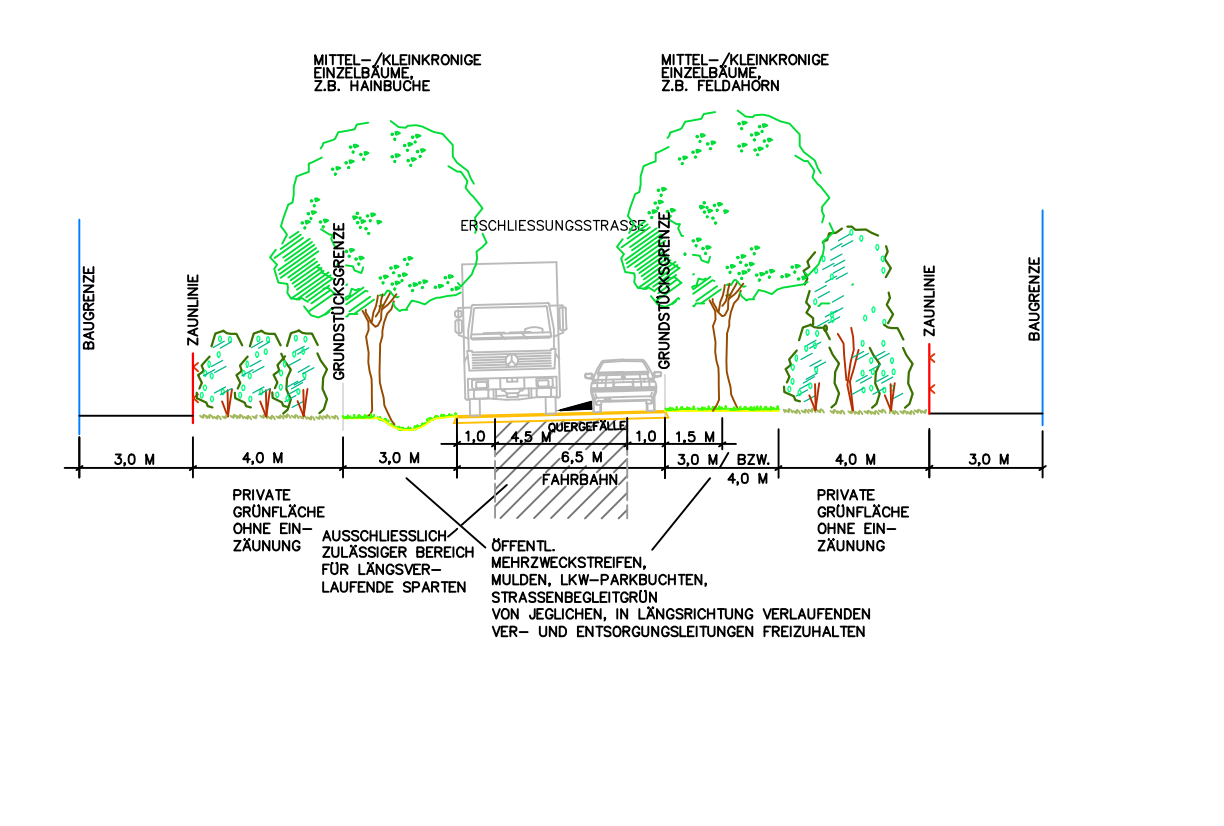 MITTEL-/KLEINKRONIGE
EINZELBÄUME,
Z.B. HAINBUCHE
MITTEL-/KLEINKRONIGE
EINZELBÄUME,
Z.B. FELDAHORN
ERSCHLIESSUNGSSTRASSE
BAUGRENZE
ZAUNLINIE
GRUNDSTÜCKSGRENZE
GRUNDSTÜCKSGRENZE
ZAUNLINIE
BAUGRENZE
QUERGEFÄLLE
1,0
4,5 M
1,0
1,5 M
3,0 M
4,0 M
3,0 M
6,5 M
3,0 M/ BZW.
4,0 M
4,0 M
3,0 M
FAHRBAHN
PRIVATE
GRÜNFLÄCHE
OHNE EIN-
ZÄUNUNG
AUSSCHLIESSLICH
ZULÄSSIGER BEREICH
FÜR LÄNGSVER-
LAUFENDE SPARTEN
ÖFFENTL.
MEHRZWECKSTREIFEN,
MULDEN, LKW-PARKBUCHTEN,
STRASSENBEGLEITGRÜN
VON JEGLICHEN, IN LÄNGSRICHTUNG VERLAUFENDEN
VER- UND ENTSORGUNGSLEITUNGEN FREIZUHALTEN
PRIVATE
GRÜNFLÄCHE
OHNE EIN-
ZÄUNUNG